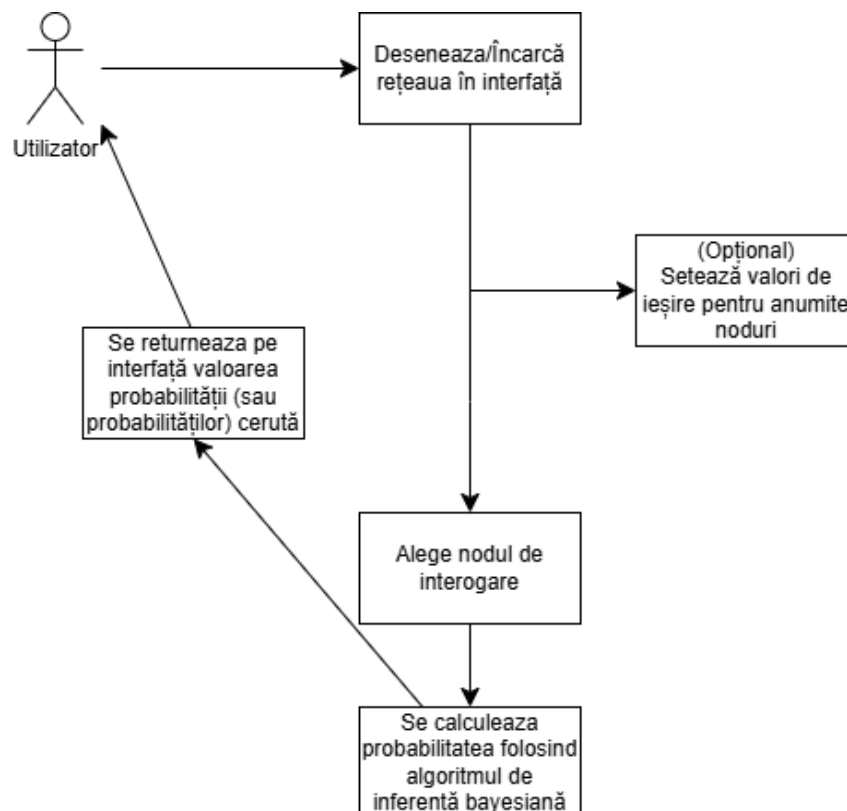 Deseneaza/Încarcă
rețeaua în interfață
Utilizator
(Opțional)
Setează valori de
ieșire pentru anumite
noduri
Se returneaza pe
interfață valoarea
probabilității (sau
probabilităților) cerută
Alege nodul de
interogare
Se calculeaza
probabilitatea folosind
algoritmul de
inferentă bayesiană